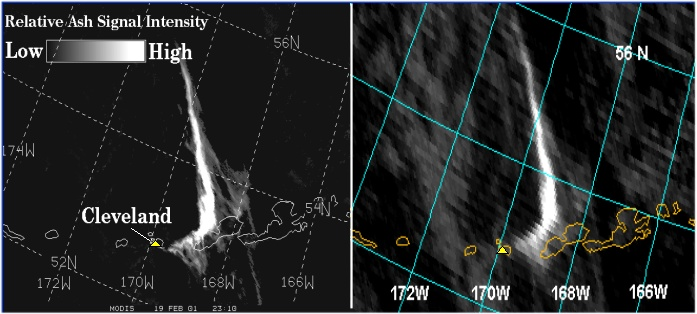 Relative Ash Signal Intensity
Low High
56N
174W
Cleveland
54N
52N
172W 170W 168W 166W
MODIS 19 FEB 01 23:10
56 N
172W 170W 168W 166W